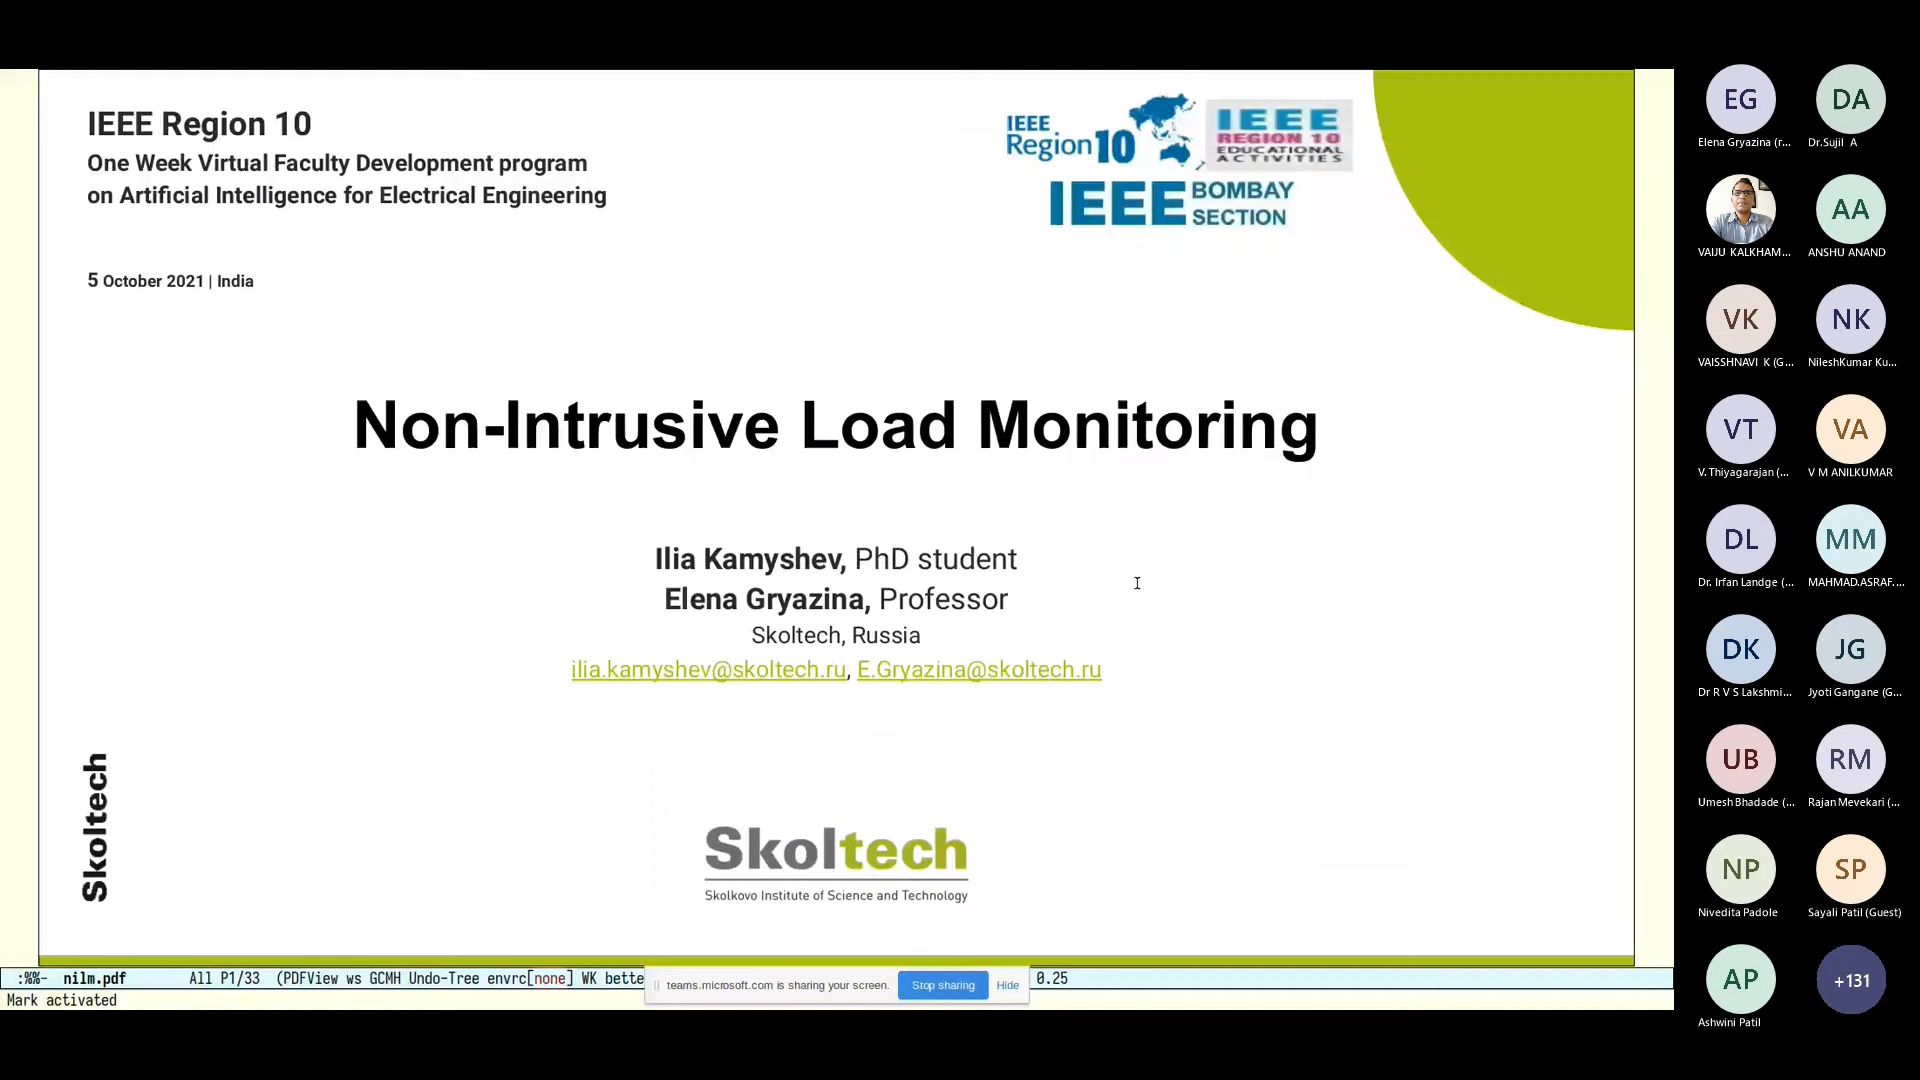 IEEE Region 10
One Week Virtual Faculty Development program
on Artificial Intelligence for Electrical Engineering
5 October 2021 | India
IEEE
Region10
IEEE
REGION 10
EDUCATIONAL
ACTIVITIES
IEEE BOMBAY
SECTION
Non-Intrusive Load Monitoring
Ilia Kamyshev, PhD student
Elena Gryazina, Professor
Skoltech, Russia
ilia.kamyshev@skoltech.ru, E.Gryazina@skoltech.ru
Skoltech
Skoltech
Skolkovo Institute of Science and Technology
:%%- nilm.pdf All P1/33 (PDFView ws GCMH Undo-Tree envrc[none] WK bette
0.25
Mark activated
teams.microsoft.com is sharing your screen. Stop sharing Hide
EG DA
Elena Gryazina (r... Dr.Sujil A
AA
VAIJU KALKHAM... ANSHU ANAND
VK NK
VAISSHNAVI K (G... NileshKumar Ku...
VT VA
V. Thiyagarajan (... V M ANILKUMAR
DL MM
Dr. Irfan Landge (... MAHMAD.ASRAF....
DK JG
Dr R V S Lakshmi... Jyoti Gangane (G...
UB RM
Umesh Bhadade (... Rajan Mevekari (...
NP SP
Nivedita Padole Sayali Patil (Guest)
AP +131
Ashwini Patil